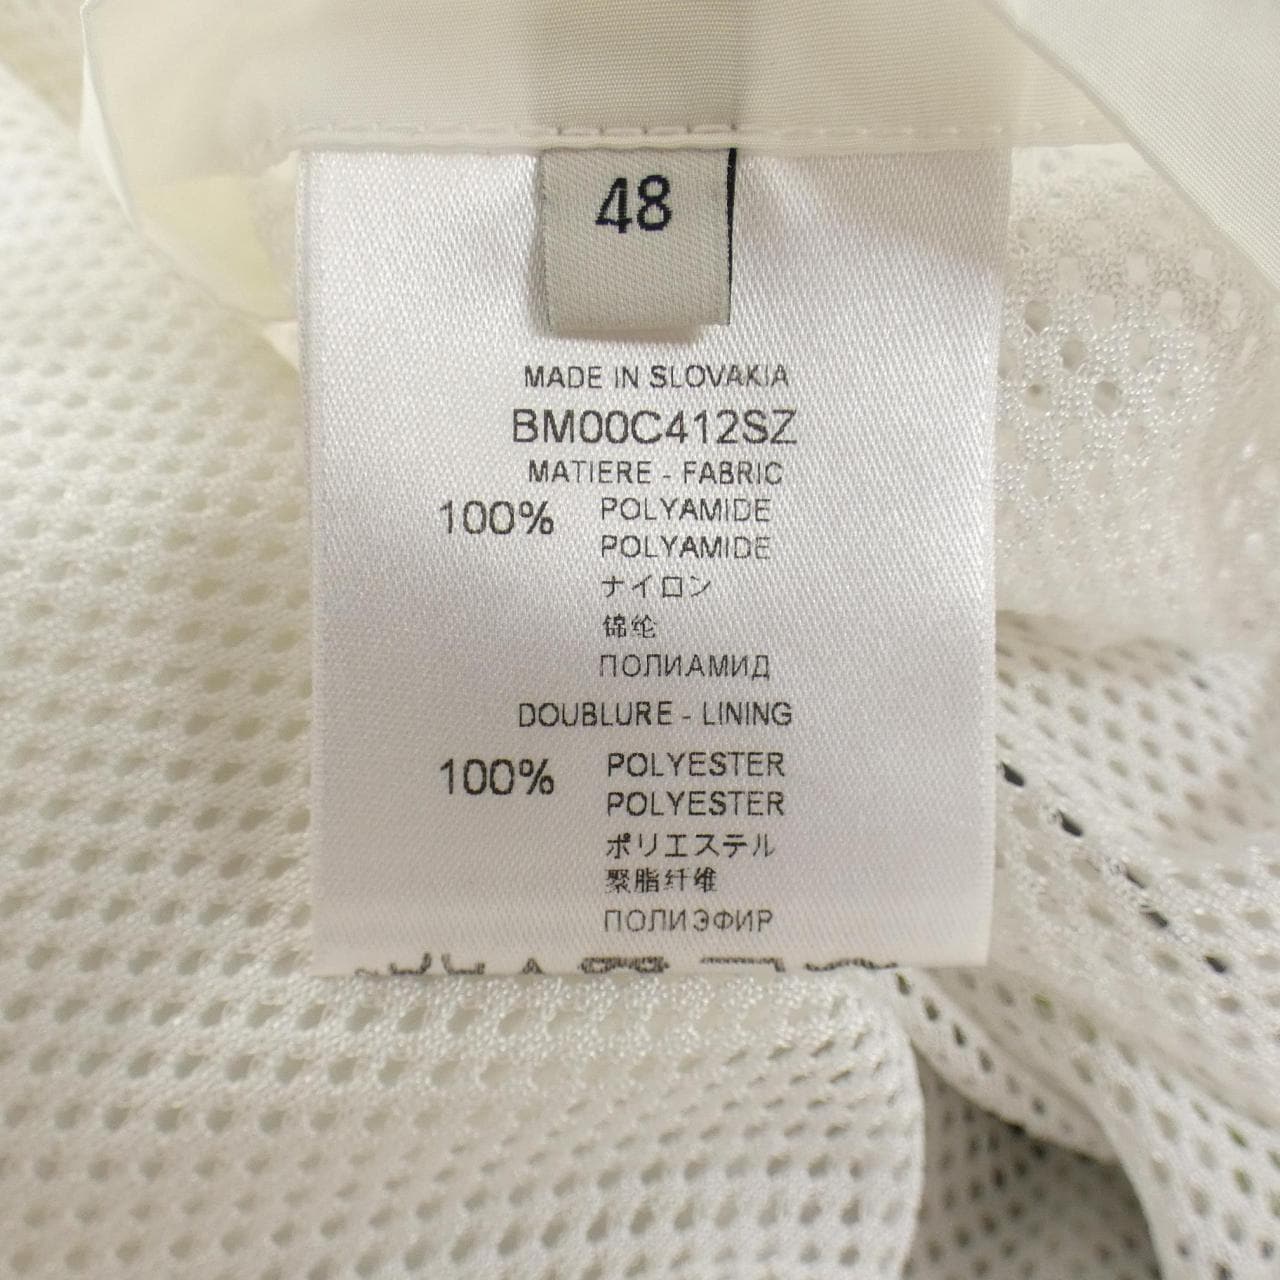 48
MADE IN SLOVAKIA
BM00C412SZ
MATIERE - FABRIC
100% POLYAMIDE
POLYAMIDE
ナイロン
锦纶
ПОЛИАМИД
DOUBLURE - LINING
100% POLYESTER
POLYESTER
ポリエステル
聚脂纤维
ПОЛИЭФИР